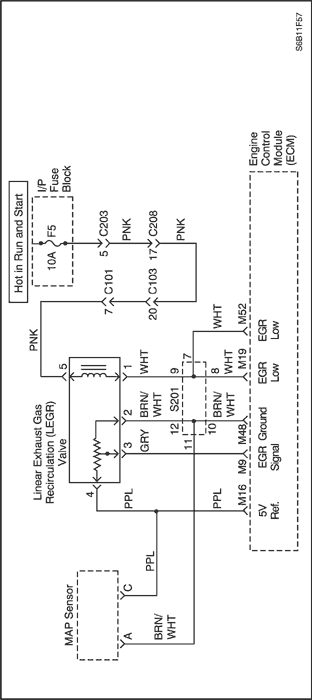 S6B11F57
Hot in Run and Start
I/P
Fuse
Block
F5
10A
5
C203
PNK
17
C208
PNK
7
C101
20
C103
PNK
Linear Exhaust Gas
Recirculation (LEGR)
Valve
5
4
3
2
1
PPL
GRY
BRN/
WHT
WHT
S201
12
11
10
9
8
7
WHT
WHT
MAP Sensor
A
C
BRN/
WHT
PPL
PPL
M16
M9
M48
M19
M52
5V
Ref.
EGR
Signal
Ground
EGR
Low
EGR
Low
Engine
Control
Module
(ECM)